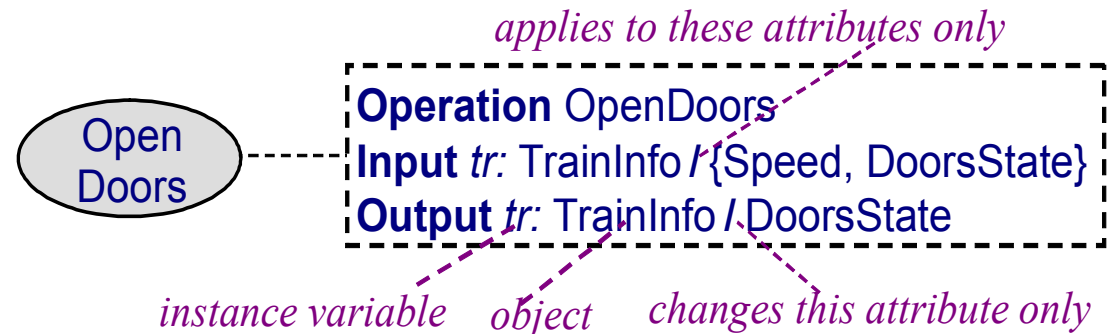 applies to these attributes only
Open
Doors
Operation OpenDoors
Input tr: TrainInfo / {Speed, DoorsState}
Output tr: TrainInfo / DoorsState
instance variable object changes this attribute only